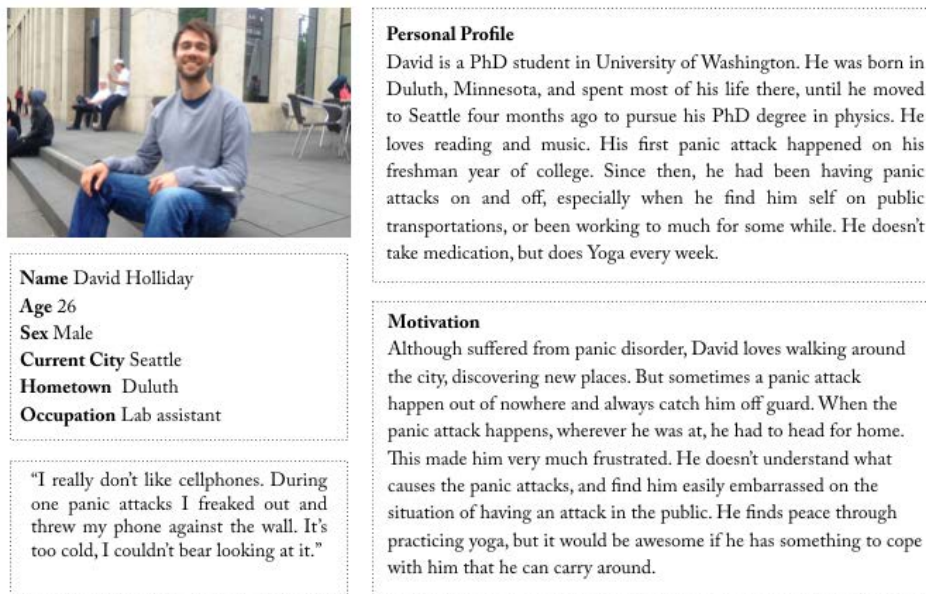 Name David Holliday
Age 26
Sex Male
Current City Seattle
Hometown Duluth
Occupation Lab assistant
“I really don’t like cellphones. During
one panic attacks I freaked out and
threw my phone against the wall. It’s
too cold, I couldn’t bear looking at it.”
Personal Profile
David is a PhD student in University of Washington. He was born in
Duluth, Minnesota, and spent most of his life there, until he moved
to Seattle four months ago to pursue his PhD degree in physics. He
loves reading and music. His first panic attack happened on his
freshman year of college. Since then, he had been having panic
attacks on and off, especially when he find him self on public
transportations, or been working to much for some while. He doesn’t
take medication, but does Yoga every week.
Motivation
Although suffered from panic disorder, David loves walking around
the city, discovering new places. But sometimes a panic attack
happen out of nowhere and always catch him off guard. When the
panic attack happens, wherever he was at, he had to head for home.
This made him very much frustrated. He doesn’t understand what
causes the panic attacks, and find him easily embarrassed on the
situation of having an attack in the public. He finds peace through
practicing yoga, but it would be awesome if he has something to cope
with him that he can carry around.